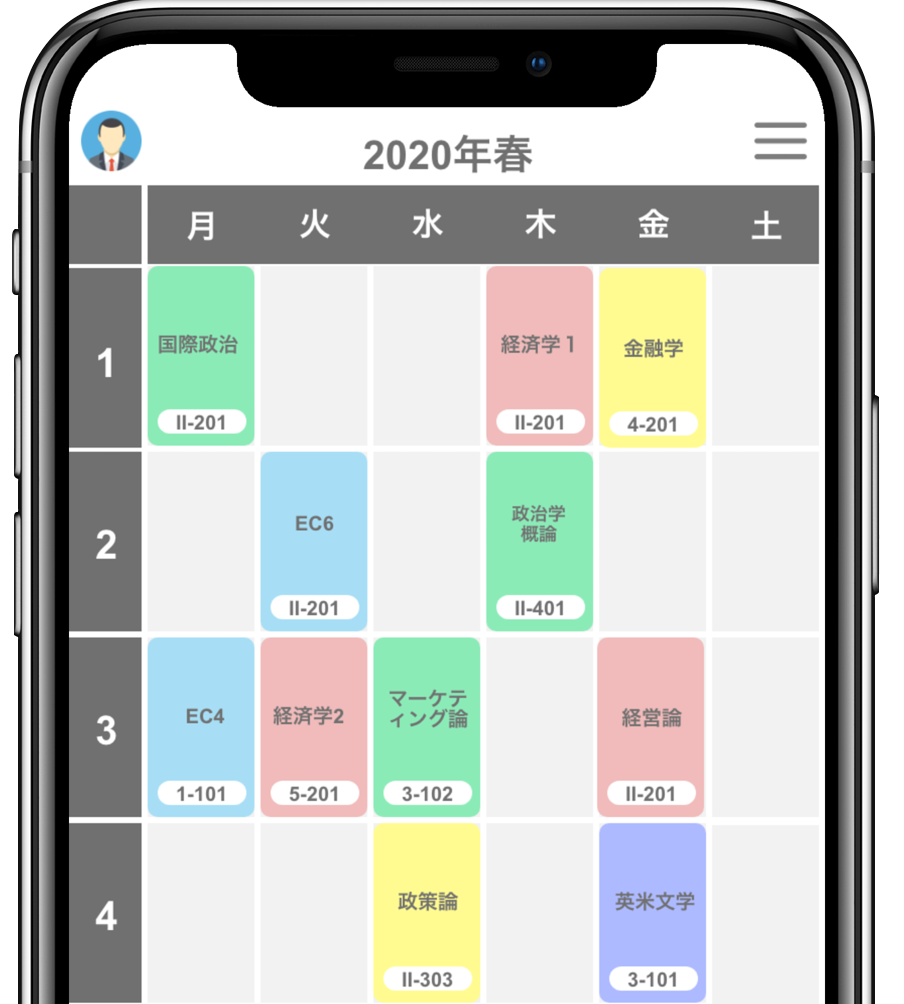 2020年春
月 火 水 木 金 土
1
国際政治
II-201
経済学1
II-201
金融学
4-201
2
EC6
II-201
政治学
概論
II-401
3
EC4
1-101
経済学2
5-201
マーケテ
ィング論
3-102
経営論
II-201
4
政策論
II-303
英米文学
3-101